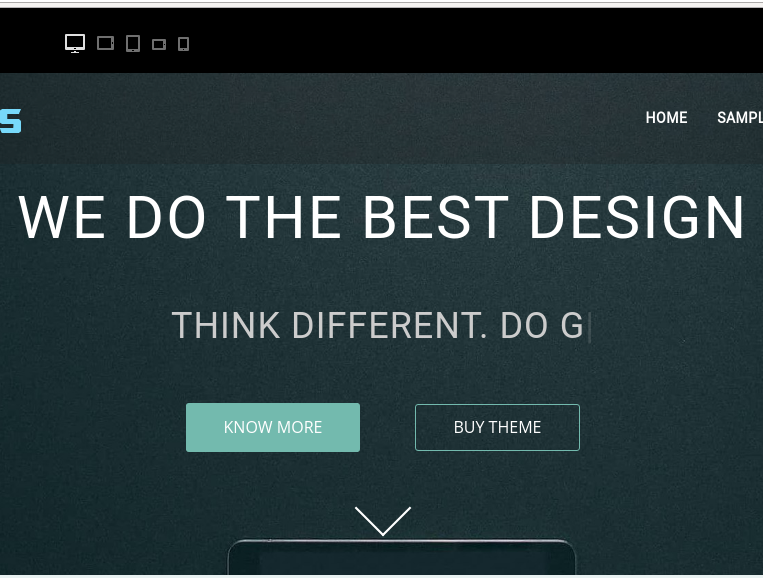 S
HOME SAMPL
WE DO THE BEST DESIGN
THINK DIFFERENT. DO G
KNOW MORE BUY THEME